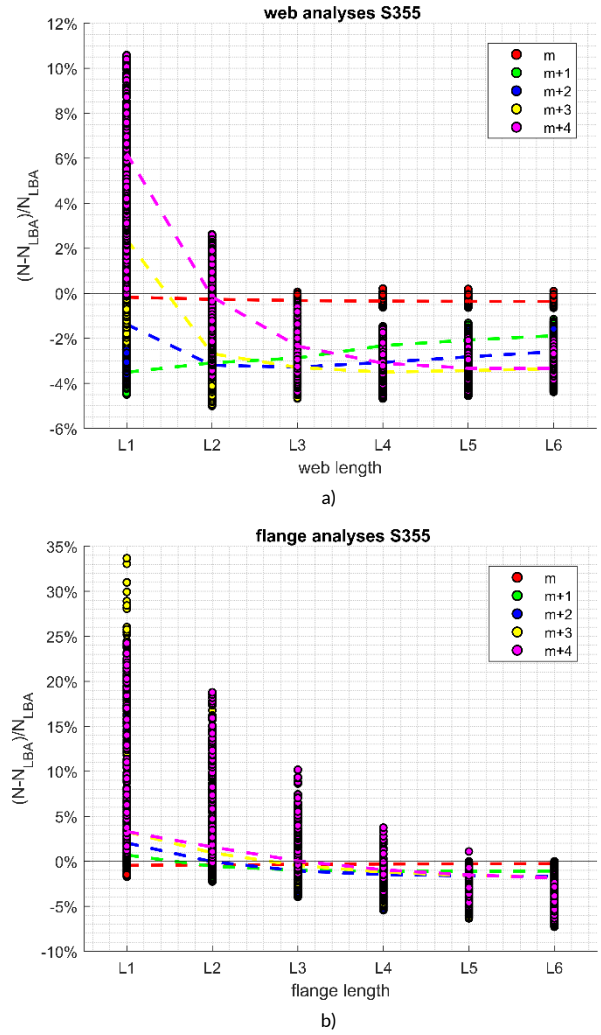 web analyses S355
12%
10%
8%
6%
4%
2%
0%
-2%
-4%
-6%
(N-N_LBA)/N_LBA
m
m+1
m+2
m+3
m+4
L1 L2 L3 L4 L5 L6
web length
a)
flange analyses S355
35%
30%
25%
20%
15%
10%
5%
0%
-5%
-10%
(N-N_LBA)/N_LBA
m
m+1
m+2
m+3
m+4
L1 L2 L3 L4 L5 L6
flange length
b)